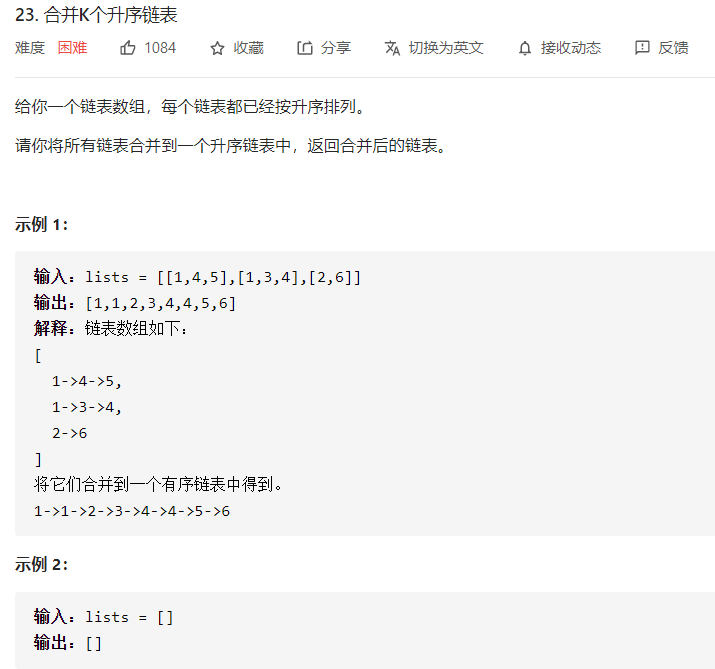 23. 合并K个升序链表
难度 困难 1084 收藏 分享 切换为英文 接收动态 反馈
给你一个链表数组，每个链表都已经按升序排列。
请你将所有链表合并到一个升序链表中，返回合并后的链表。
示例 1：
输入：lists = [[1,4,5],[1,3,4],[2,6]]
输出：[1,1,2,3,4,4,5,6]
解释：链表数组如下：
[
  1->4->5,
  1->3->4,
  2->6
]
将它们合并到一个有序链表中得到。
1->1->2->3->4->4->5->6
示例 2：
输入：lists = []
输出：[]